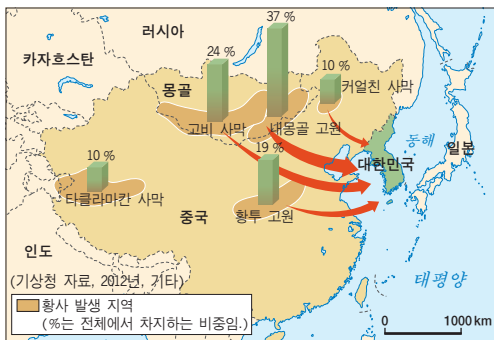 러시아
카자흐스탄
37 %
24 %
10 %
몽골
커얼친 사막
고비 사막
내몽골 고원
동해
일본
대한민국
10 %
19 %
타클라마칸 사막
중국
황투 고원
인도
(기상청 자료, 2012년, 기타)
태평양
황사 발생 지역
(%는 전체에서 차지하는 비중임.)
0 1000 km